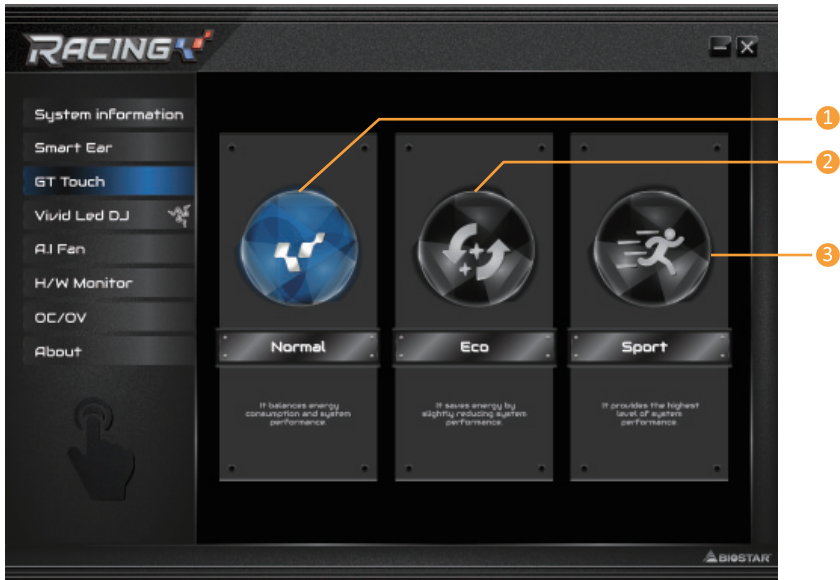 RACING
System information
Smart Ear
GT Touch
Vivid Led DJ
A.I Fan
H/W Monitor
OC/OV
About
Normal
It balances energy
consumption and system
performance.
Eco
It saves energy by
slightly reducing system
performance.
Sport
It provides the highest
level of system
performance.
1
2
3
BIOSTAR